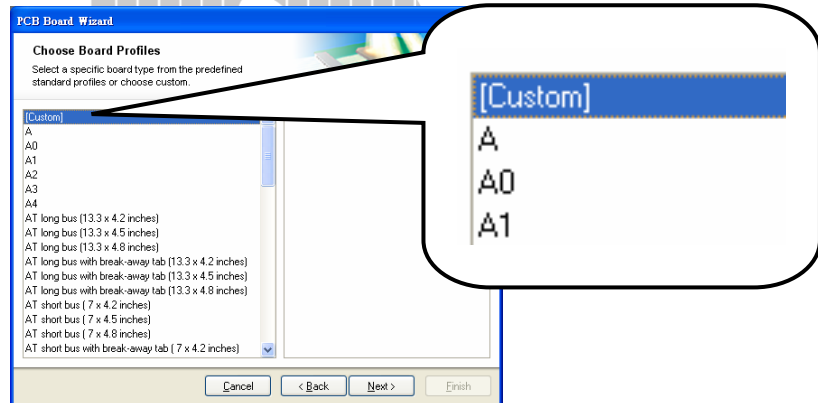 PCB Board Wizard
Choose Board Profiles
Select a specific board type from the predefined
standard profiles or choose custom.
[Custom]
A
A0
A1
A2
A3
A4
AT long bus (13.3 x 4.2 inches)
AT long bus (13.3 x 4.5 inches)
AT long bus (13.3 x 4.8 inches)
AT long bus with break-away tab (13.3 x 4.2 inches)
AT long bus with break-away tab (13.3 x 4.5 inches)
AT long bus with break-away tab (13.3 x 4.8 inches)
AT short bus ( 7 x 4.2 inches)
AT short bus ( 7 x 4.5 inches)
AT short bus ( 7 x 4.8 inches)
AT short bus with break-away tab ( 7 x 4.2 inches)
Cancel
< Back
Next >
Finish
[Custom]
A
A0
A1